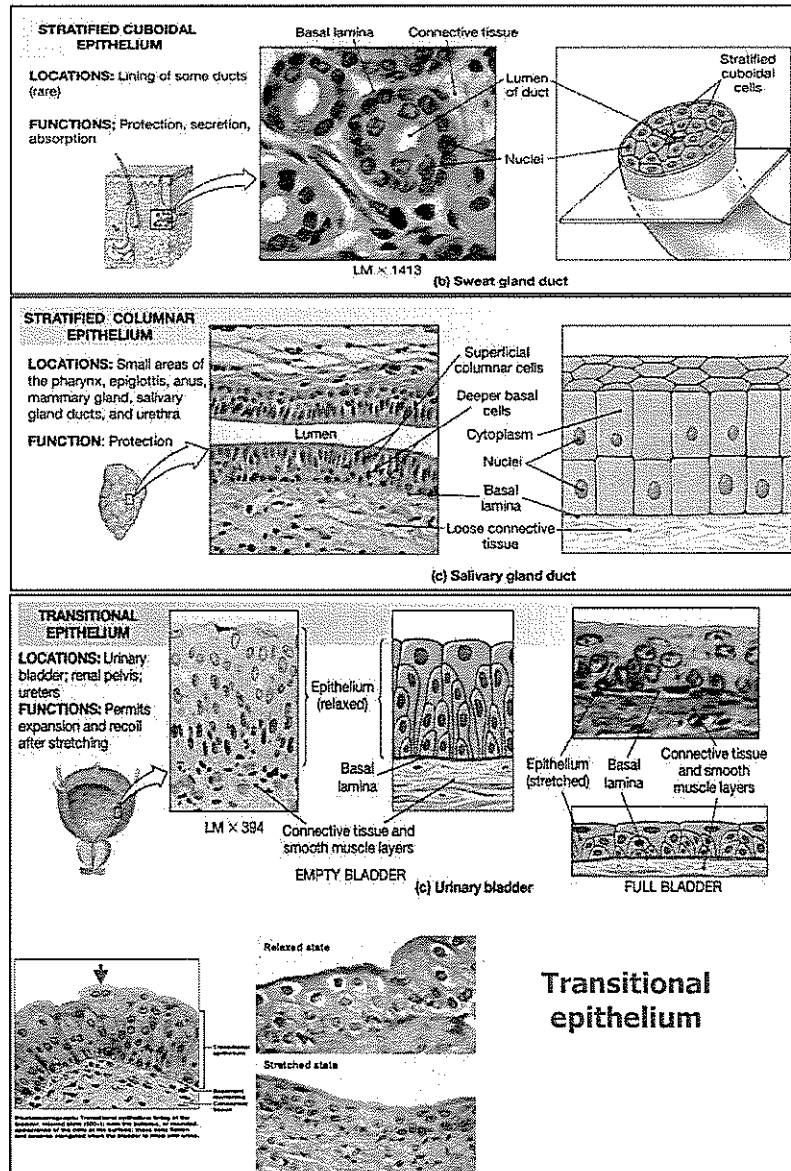 STRATIFIED CUBOIDAL
EPITHELIUM
LOCATIONS: Lining of some ducts
(rare)
FUNCTIONS; Protection, secretion,
absorption
Basal lamina
Connective tissue
Lumen
of duct
Nuclei
Stratified
cuboidal
cells
LM × 1413
(b) Sweat gland duct
STRATIFIED COLUMNAR
EPITHELIUM
LOCATIONS: Small areas of
the pharynx, epiglottis, anus,
mammary gland, salivary
gland ducts, and urethra
FUNCTION: Protection
Lumen
Superficial
columnar cells
Deeper basal
cells
Cytoplasm
Nuclei
Basal
lamina
Loose connective
tissue
(c) Salivary gland duct
TRANSITIONAL
EPITHELIUM
LOCATIONS: Urinary
bladder; renal pelvis;
ureters
FUNCTIONS: Permits
expansion and recoil
after stretching
Epithelium
(relaxed)
Basal
lamina
LM × 394
Connective tissue and
smooth muscle layers
EMPTY BLADDER
(c) Urinary bladder
Epithelium
(stretched)
Basal
lamina
Connective tissue
and smooth
muscle layers
FULL BLADDER
Relaxed state
Stretched state
Transitional
epithelium
Transitional
epithelium
Basement
membrane
Connective
tissue